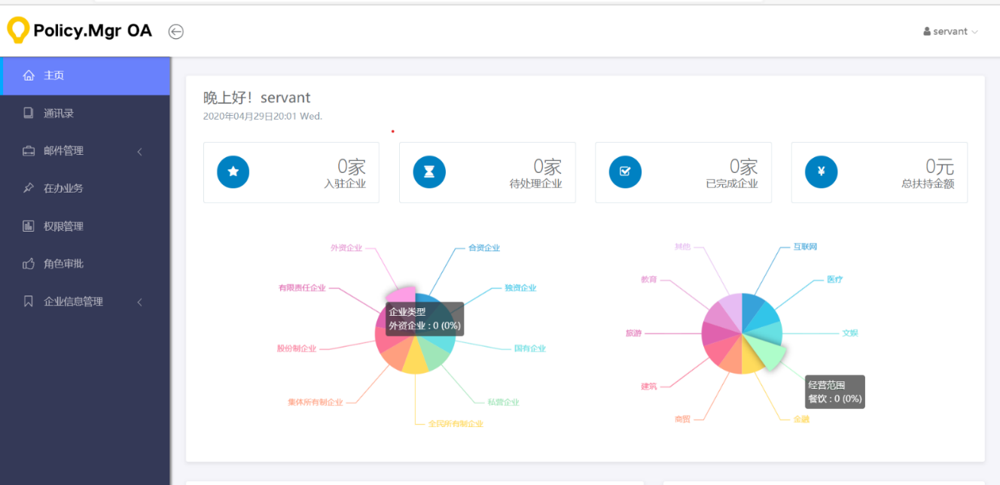 Policy.Mgr OA
servant
主页
通讯录
邮件管理
在办业务
权限管理
角色审批
企业信息管理
晚上好！servant
2020年04月29日20:01 Wed.
0家
入驻企业
0家
待处理企业
0家
已完成企业
¥
0元
总扶持金额
外资企业
合资企业
有限责任企业
独资企业
企业类型
外资企业 : 0 (0%)
股份制企业
国有企业
集体所有制企业
私营企业
全民所有制企业
其他
互联网
教育
医疗
旅游
文娱
建筑
经营范围
餐饮 : 0 (0%)
商贸
金融